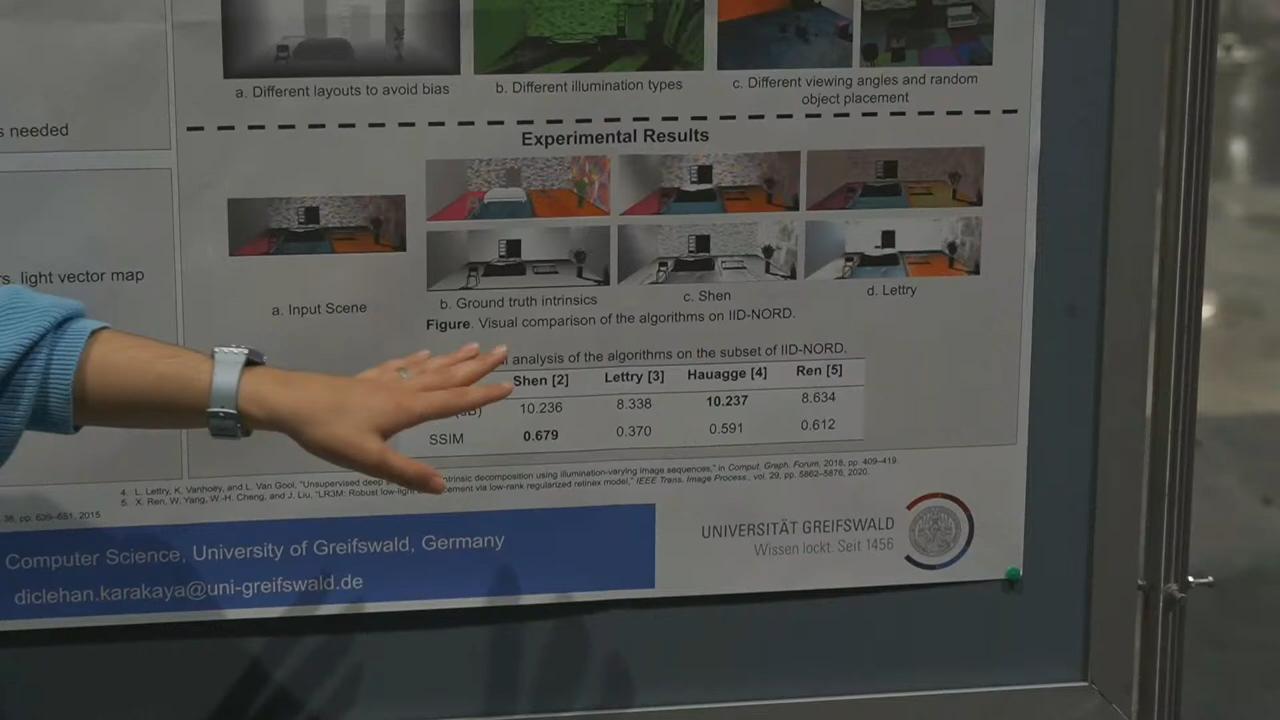 a. Different layouts to avoid bias
b. Different illumination types
c. Different viewing angles and random
object placement
s needed
Experimental Results
light vector map
a. Input Scene
b. Ground truth intrinsics
c. Shen
d. Lettry
Figure. Visual comparison of the algorithms on IID-NORD.
analysis of the algorithms on the subset of IID-NORD.
Shen [2] Lettry [3] Hauagge [4] Ren [5]
10.236 8.338 10.237 8.634
SSIM 0.679 0.370 0.591 0.612
4. L. Lettry, K. Vanhoey, and L. Van Gool, "Unsupervised deep intrinsic decomposition using illumination-varying image sequences," in Comput. Graph. Forum, 2018, pp. 409–419.
5. X. Ren, W. Yang, W.-H. Cheng, and J. Liu, "LR3M: Robust low-light cement via low-rank regularized retinex model," IEEE Trans. Image Process., vol. 29, pp. 5862–5876, 2020.
38, pp. 639–651, 2015
Computer Science, University of Greifswald, Germany
diclehan.karakaya@uni-greifswald.de
UNIVERSITÄT GREIFSWALD
Wissen lockt. Seit 1456